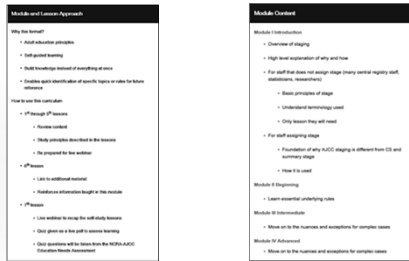 Module and Lesson Approach
Why this format?
• Adult education principles
• Self-guided learning
• Build knowledge instead of everything at once
• Enables quick identification of specific topics or rules for future
reference
How to use this curriculum
• 1st through 5th lessons
• Review content
• Study principles described in the lessons
• Be prepared for live webinar
• 6th lesson
• Link to additional material
• Reinforces information taught in this module
• 7th lesson
• Live webinar to recap the self-study lessons
• Quiz given as a live poll to assess learning
• Quiz questions will be taken from the NCRA-AJCC
Education Needs Assessment
Module Content
Module I Introduction
• Overview of staging
• High level explanation of why and how
• For staff that does not assign stage (many central registry staff,
statisticians, researchers)
• Basic principles of stage
• Understand terminology used
• Only lesson they will need
• For staff assigning stage
• Foundation of why AJCC staging is different from CS and
summary stage
• How it is used
Module II Beginning
• Learn essential underlying rules
Module III Intermediate
• Move on to the nuances and exceptions for complex cases
Module IV Advanced
• Move on to the nuances and exceptions for complex cases